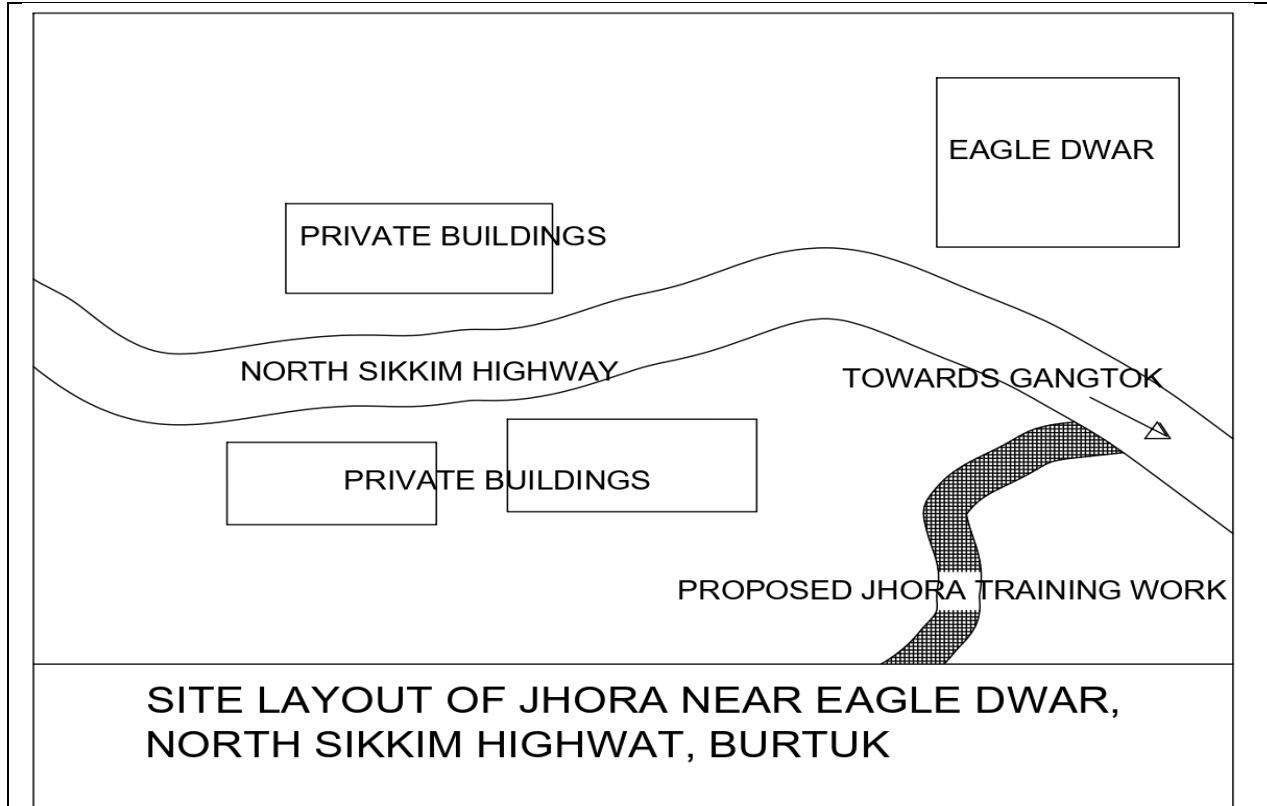 EAGLE DWAR
PRIVATE BUILDINGS
NORTH SIKKIM HIGHWAY
TOWARDS GANGTOK
PRIVATE BUILDINGS
PROPOSED JHORA TRAINING WORK
SITE LAYOUT OF JHORA NEAR EAGLE DWAR,
NORTH SIKKIM HIGHWAT, BURTUK